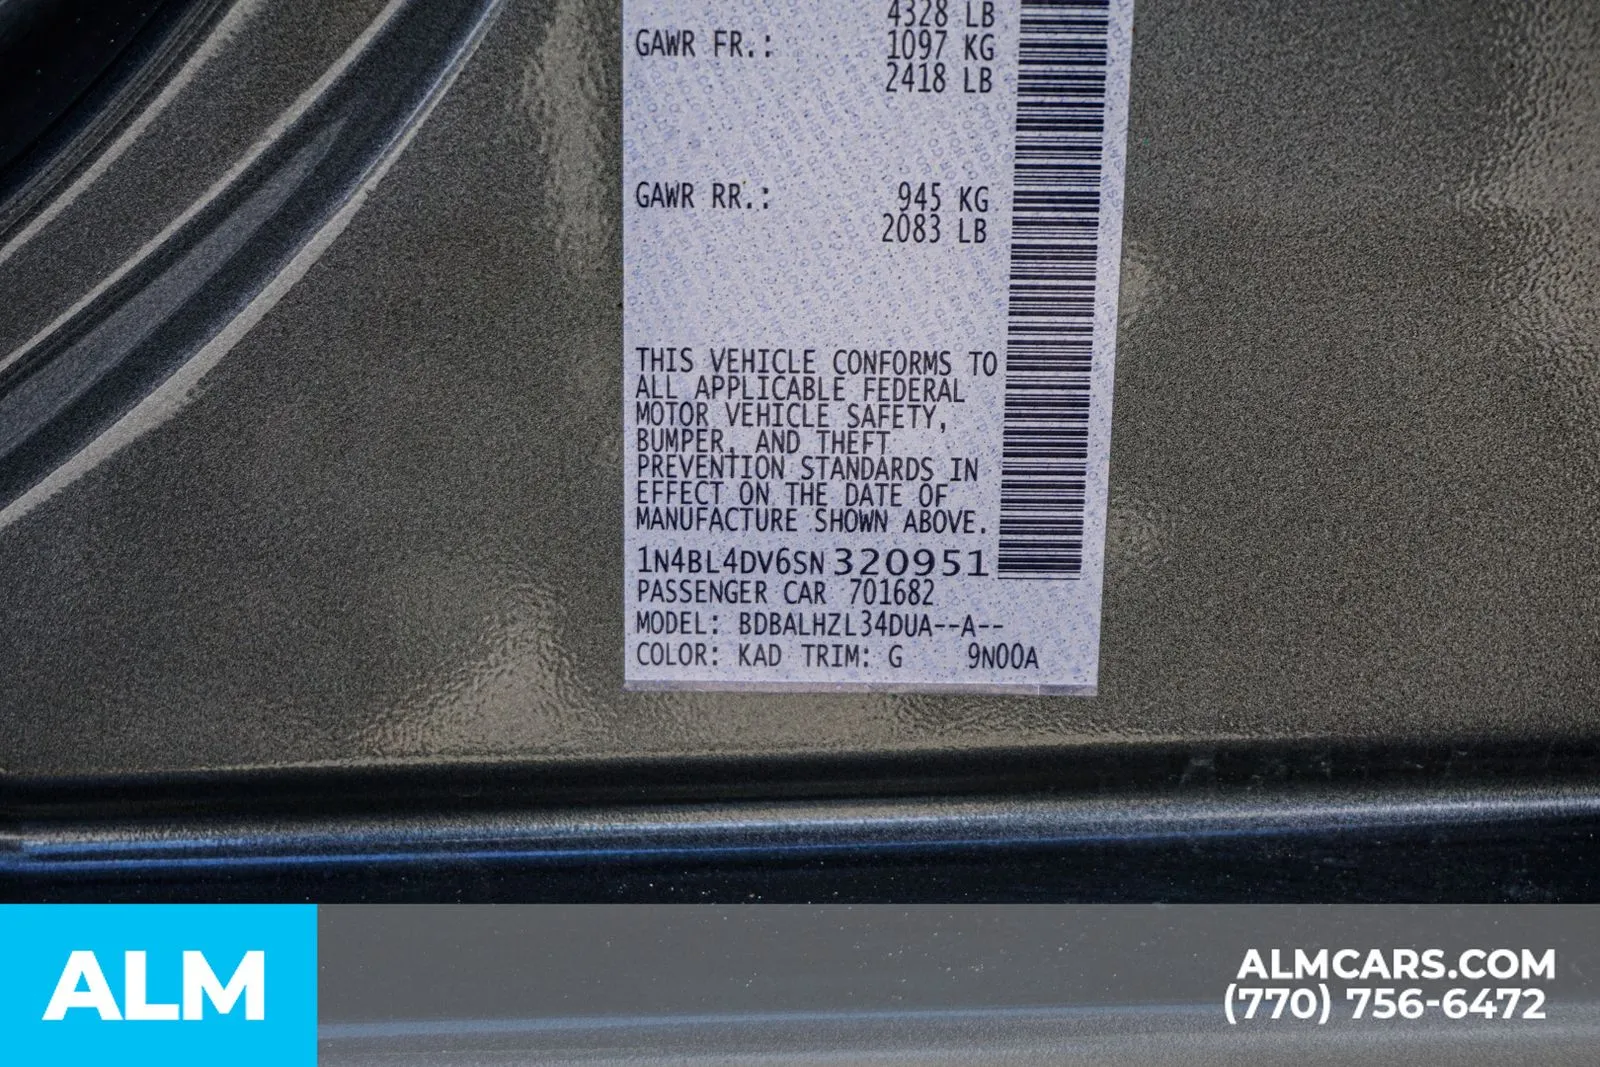 4328 LB
GAWR FR.: 1097 KG
2418 LB
GAWR RR.: 945 KG
2083 LB
THIS VEHICLE CONFORMS TO
ALL APPLICABLE FEDERAL
MOTOR VEHICLE SAFETY,
BUMPER, AND THEFT
PREVENTION STANDARDS IN
EFFECT ON THE DATE OF
MANUFACTURE SHOWN ABOVE.
1N4BL4DV6SN320951
PASSENGER CAR 701682
MODEL: BDBALHZL34DUA--A--
COLOR: KAD TRIM: G 9N00A
ALM
ALMCARS.COM
(770) 756-6472